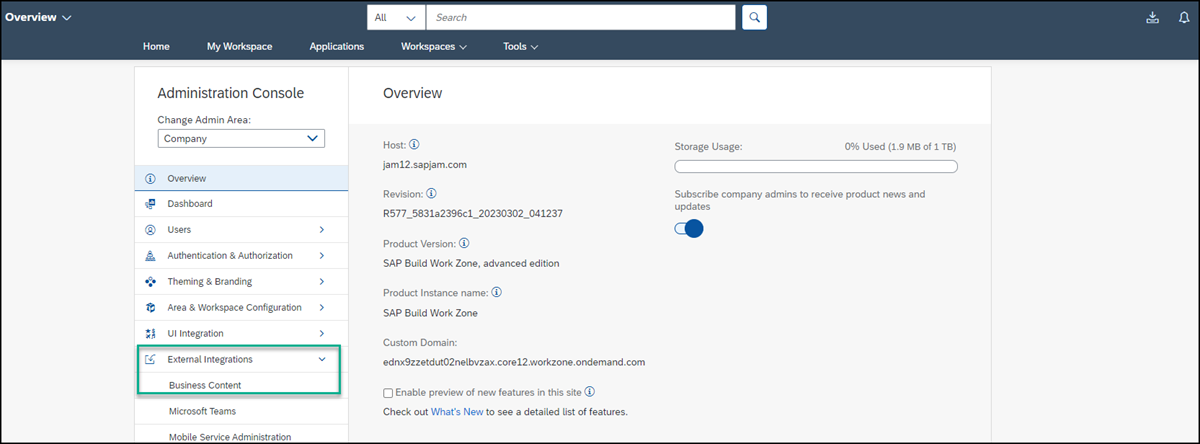 Overview
All
Search
Home
My Workspace
Applications
Workspaces
Tools
Administration Console
Change Admin Area:
Company
Overview
Dashboard
Users
Authentication & Authorization
Theming & Branding
Area & Workspace Configuration
UI Integration
External Integrations
Business Content
Microsoft Teams
Mobile Service Administration
Overview
Host:
jam12.sapjam.com
Revision:
R577_5831a2396c1_20230302_041237
Product Version:
SAP Build Work Zone, advanced edition
Product Instance name:
SAP Build Work Zone
Custom Domain:
ednx9zzetdut02nelbvzax.core12.workzone.ondemand.com
Enable preview of new features in this site
Check out What's New to see a detailed list of features.
Storage Usage:
0% Used (1.9 MB of 1 TB)
Subscribe company admins to receive product news and
updates